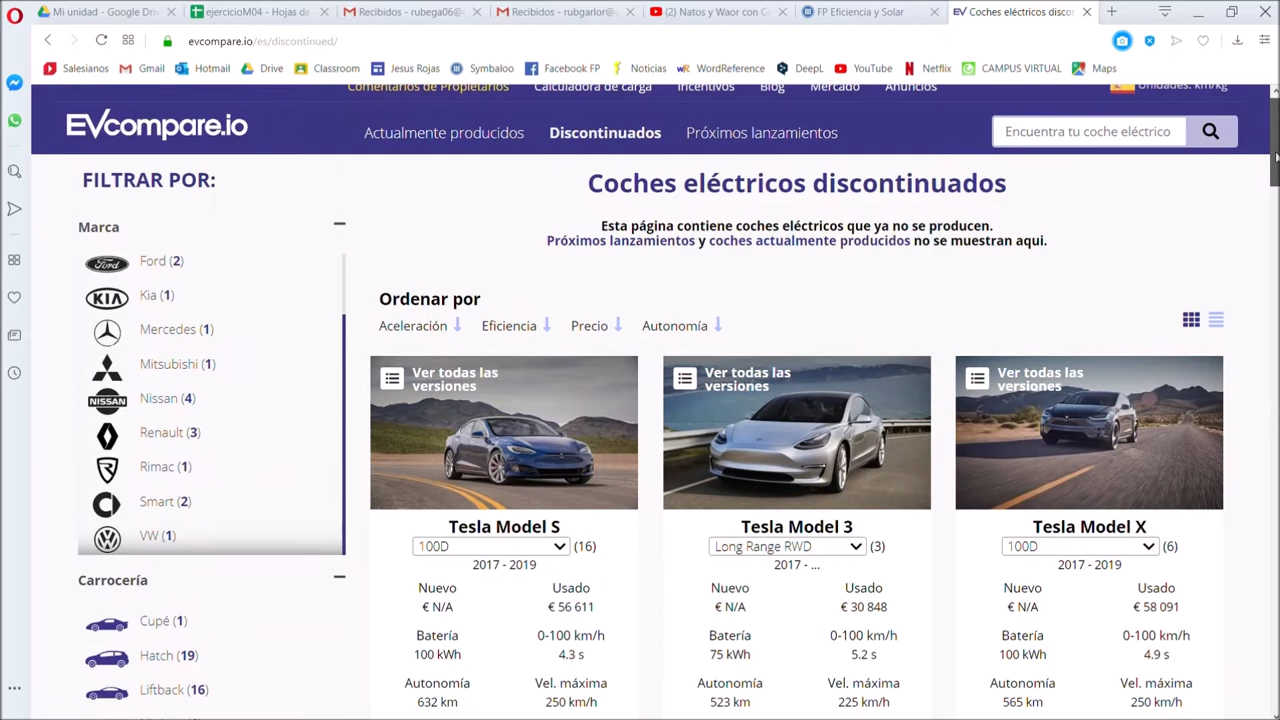 Mi unidad - Google Driv
ejercicioM04 - Hojas de
Recibidos - rubega06@
Recibidos - rubgarlor@
(2) Natos y Waor con C
FP Eficiencia y Solar
EV Coches eléctricos discon
evcompare.io/es/discontinued/
Salesianos
Gmail
Hotmail
Drive
Classroom
Jesus Rojas
Symbaloo
Facebook FP
Noticias
WR WordReference
DeepL
YouTube
Netflix
CAMPUS VIRTUAL
Maps
Comentarios de Propietarios
Calculadora de carga
Incentivos
Blog
Mercado
Anuncios
Unidades: km/kg
EVcompare.io
Actualmente producidos
Discontinuados
Próximos lanzamientos
Encuentra tu coche eléctrico
FILTRAR POR:
Marca
Ford (2)
KIA Kia (1)
Mercedes (1)
Mitsubishi (1)
NISSAN Nissan (4)
Renault (3)
Rimac (1)
Smart (2)
VW (1)
Carrocería
Cupé (1)
Hatch (19)
Liftback (16)
Coches eléctricos discontinuados
Esta página contiene coches eléctricos que ya no se producen.
Próximos lanzamientos y coches actualmente producidos no se muestran aqui.
Ordenar por
Aceleración
Eficiencia
Precio
Autonomía
Ver todas las
versiones
Tesla Model S
100D (16)
2017 - 2019
Nuevo Usado
€ N/A € 56 611
Batería 0-100 km/h
100 kWh 4.3 s
Autonomía Vel. máxima
632 km 250 km/h
Ver todas las
versiones
Tesla Model 3
Long Range RWD (3)
2017 - ...
Nuevo Usado
€ N/A € 30 848
Batería 0-100 km/h
75 kWh 5.2 s
Autonomía Vel. máxima
523 km 225 km/h
Ver todas las
versiones
Tesla Model X
100D (6)
2017 - 2019
Nuevo Usado
€ N/A € 58 091
Batería 0-100 km/h
100 kWh 4.9 s
Autonomía Vel. máxima
565 km 250 km/h